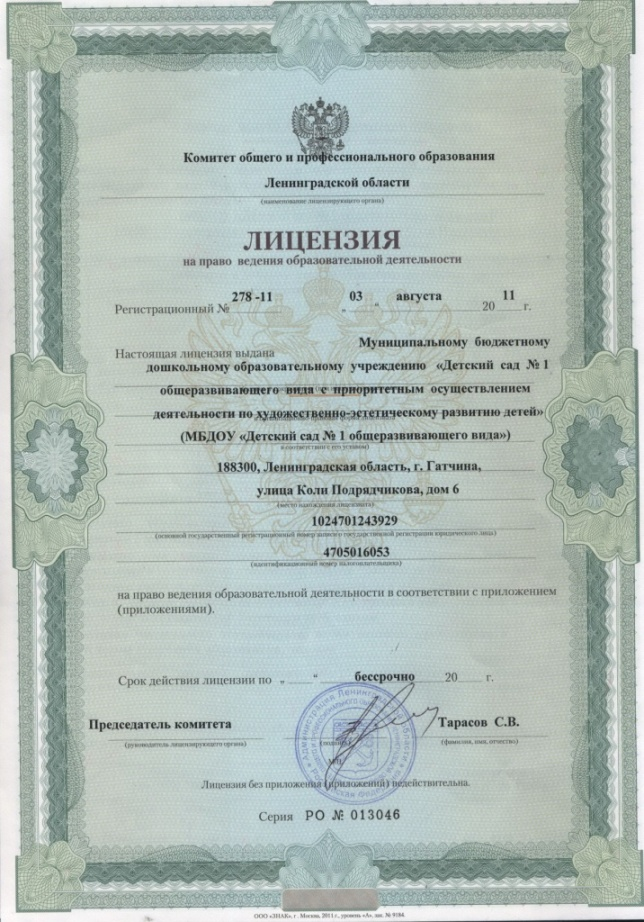 Комитет общего и профессионального образования
Ленинградской области
(наименование лицензирующего органа)
ЛИЦЕНЗИЯ
на право ведения образовательной деятельности
Регистрационный № 278 -11 „ 03 “ августа 20 11 г.
Настоящая лицензия выдана Муниципальному бюджетному
дошкольному образовательному учреждению «Детский сад № 1
общеразвивающего вида с приоритетным осуществлением
деятельности по художественно-эстетическому развитию детей»
(МБДОУ «Детский сад № 1 общеразвивающего вида»)
в соответствии с его уставом)
188300, Ленинградская область, г. Гатчина,
улица Коли Подрядчикова, дом 6
(место нахождения лицензиата)
1024701243929
(основной государственный регистрационный номер записи о государственной регистрации юридического лица)
4705016053
(идентификационный номер налогоплательщика)
на право ведения образовательной деятельности в соответствии с приложением
(приложениями).
Срок действия лицензии по „ “ бессрочно 20 г.
Председатель комитета Тарасов С.В.
(руководитель лицензирующего органа) (подпись) (фамилия, имя, отчество)
МП
Лицензия без приложения (приложений) недействительна.
Серия РО № 013046
ООО «ЗНАК», г. Москва, 2011 г., уровень «А», зак. № 9184